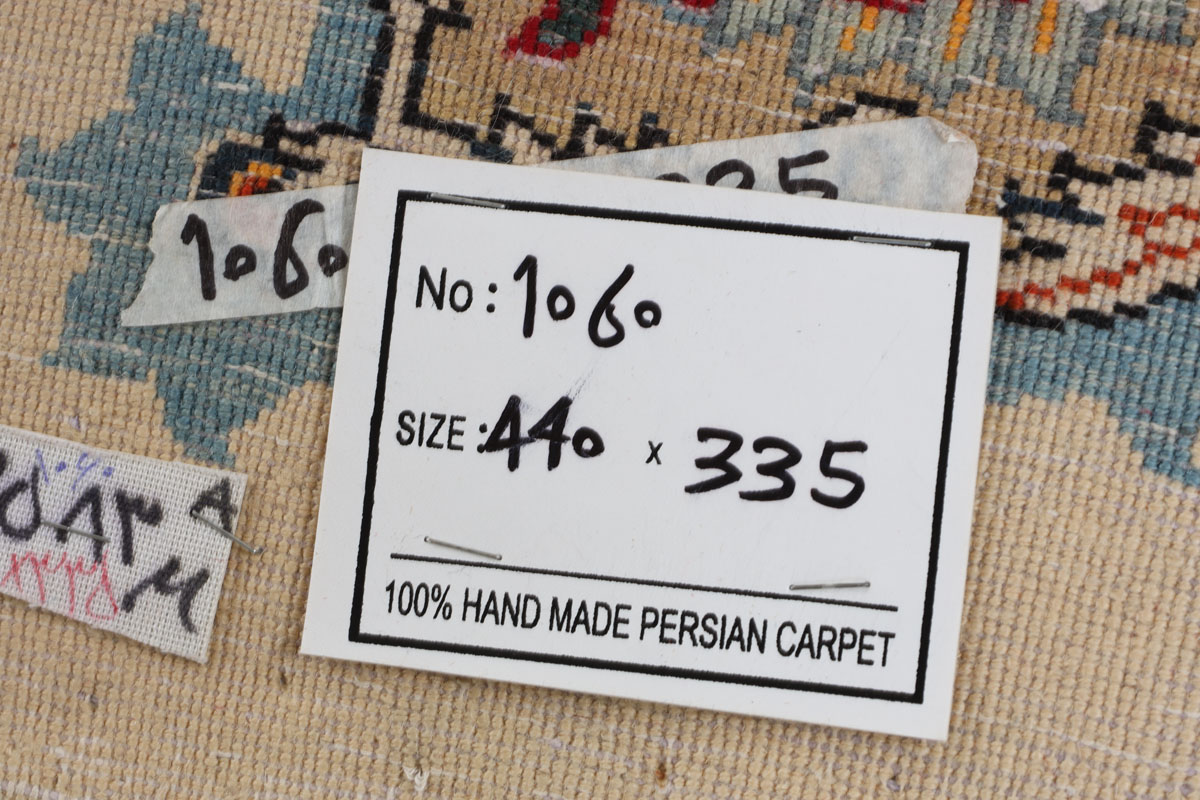 335
1060
No: 1060
SIZE: 440 x 335
100% HAND MADE PERSIAN CARPET